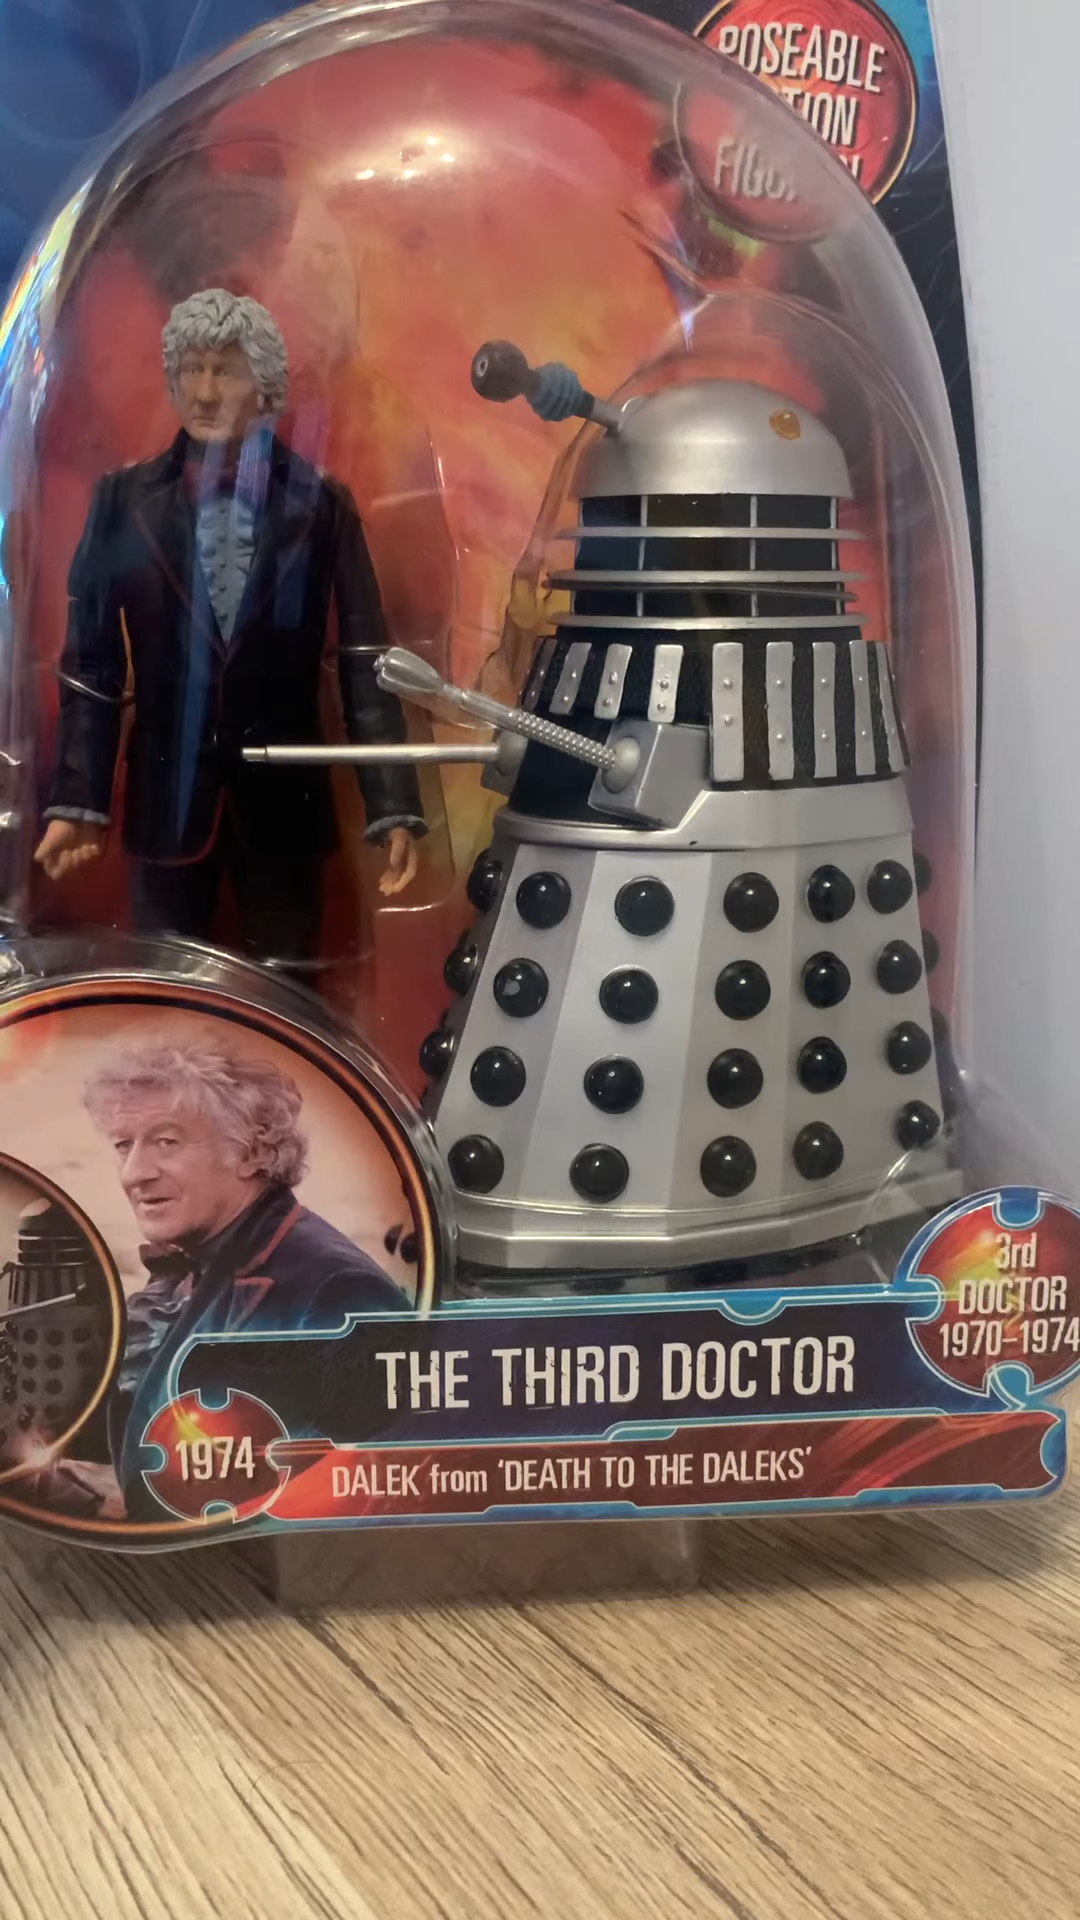 POSEABLE
THE THIRD DOCTOR
3rd
DOCTOR
1970-1974
1974
DALEK from 'DEATH TO THE DALEKS'